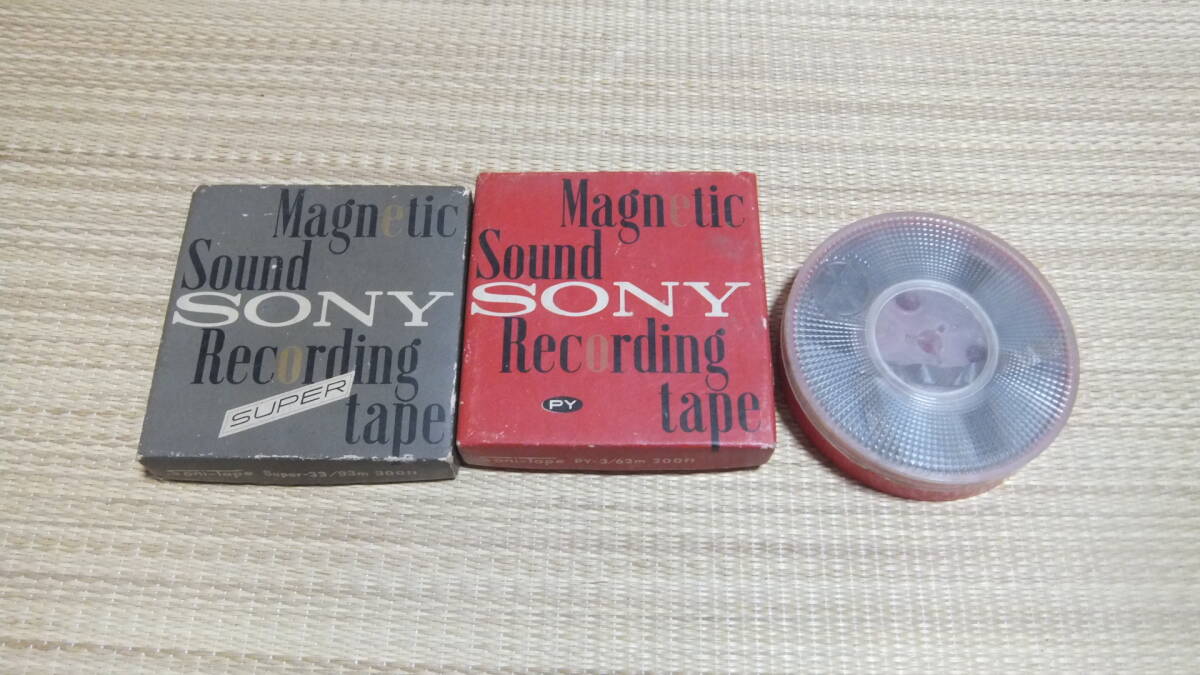 Magnetic
Sound
SONY
Recording
SUPER
tape
Soni-Tape Super-33/93m 300ft
Magnetic
Sound
SONY
Recording
PY
tape
Soni-Tape PY-3/62m 200ft